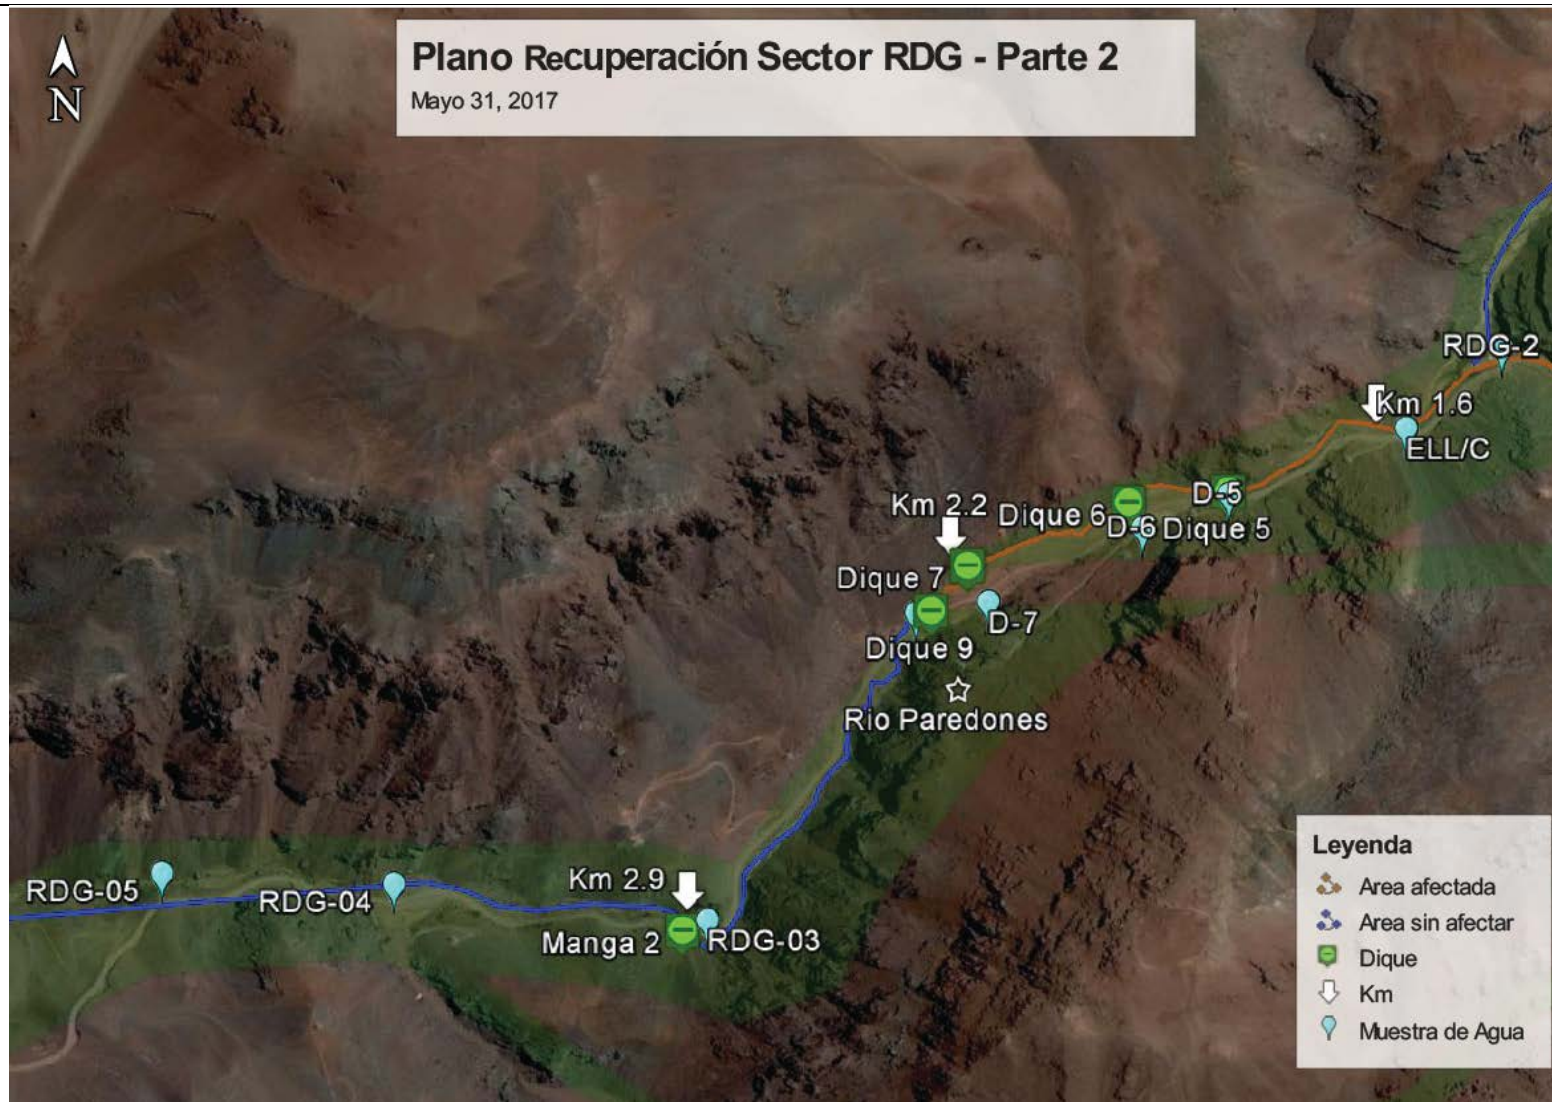 Plano Recuperación Sector RDG - Parte 2
Mayo 31, 2017
N
RDG-2
Km 1.6
ELL/C
D-5
Km 2.2
Dique 6
D-6
Dique 5
Dique 7
D-7
Dique 9
Rio Paredones
Km 2.9
RDG-05
RDG-04
Manga 2
RDG-03
Leyenda
Area afectada
Area sin afectar
Dique
Km
Muestra de Agua